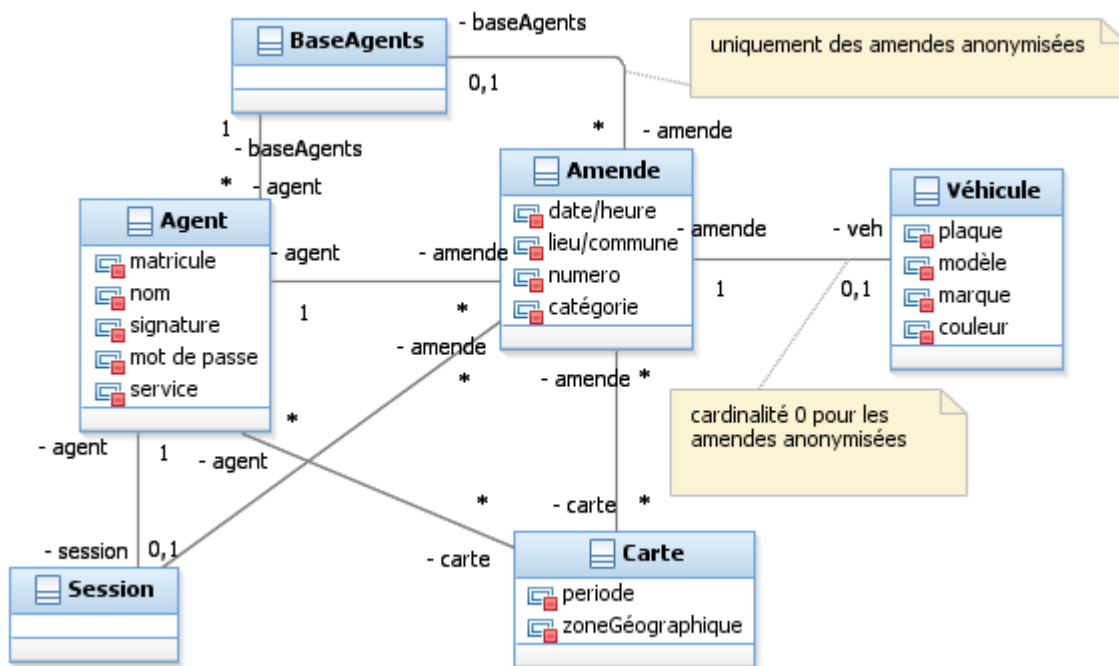 - baseAgents
BaseAgents
uniquement des amendes anonymisées
0,1
1
* - amende
- baseAgents
* - agent
Amende
date/heure
lieu/commune
numero
catégorie
Véhicule
plaque
modèle
marque
couleur
Agent
matricule
nom
signature
mot de passe
service
- agent
- amende
- amende
- veh
1
*
1
0,1
- amende
*
- amende *
cardinalité 0 pour les
amendes anonymisées
*
- agent
1
- agent
*
- carte *
- session
0,1
- carte
Session
Carte
periode
zoneGéographique